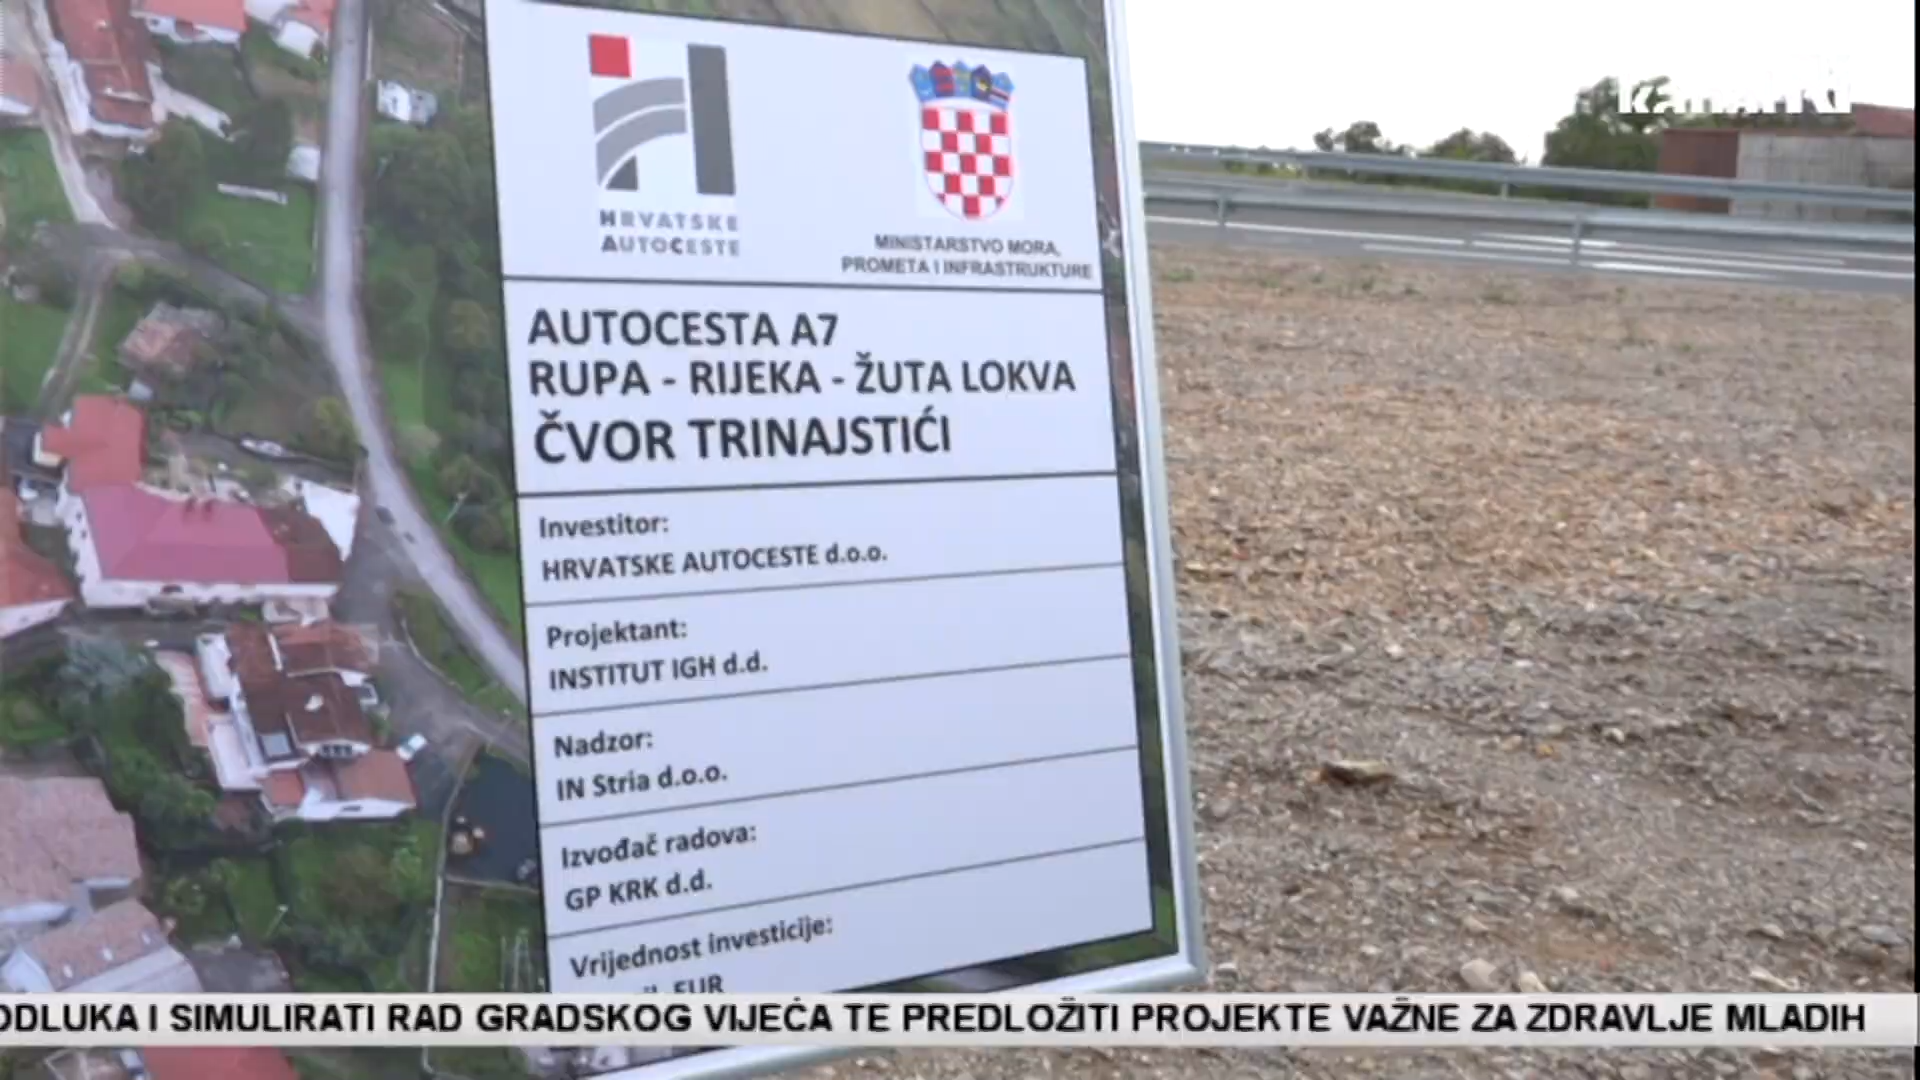 HRVATSKE
AUTOCESTE
MINISTARSTVO MORA,
PROMETA I INFRASTRUKTURE
AUTOCESTA A7
RUPA - RIJEKA - ŽUTA LOKVA
ČVOR TRINAJSTIĆI
Investitor:
HRVATSKE AUTOCESTE d.o.o.
Projektant:
INSTITUT IGH d.d.
Nadzor:
IN Stria d.o.o.
Izvođač radova:
GP KRK d.d.
Vrijednost investicije:
EUR
ODLUKA I SIMULIRATI RAD GRADSKOG VIJEĆA TE PREDLOŽITI PROJEKTE VAŽNE ZA ZDRAVLJE MLADIH